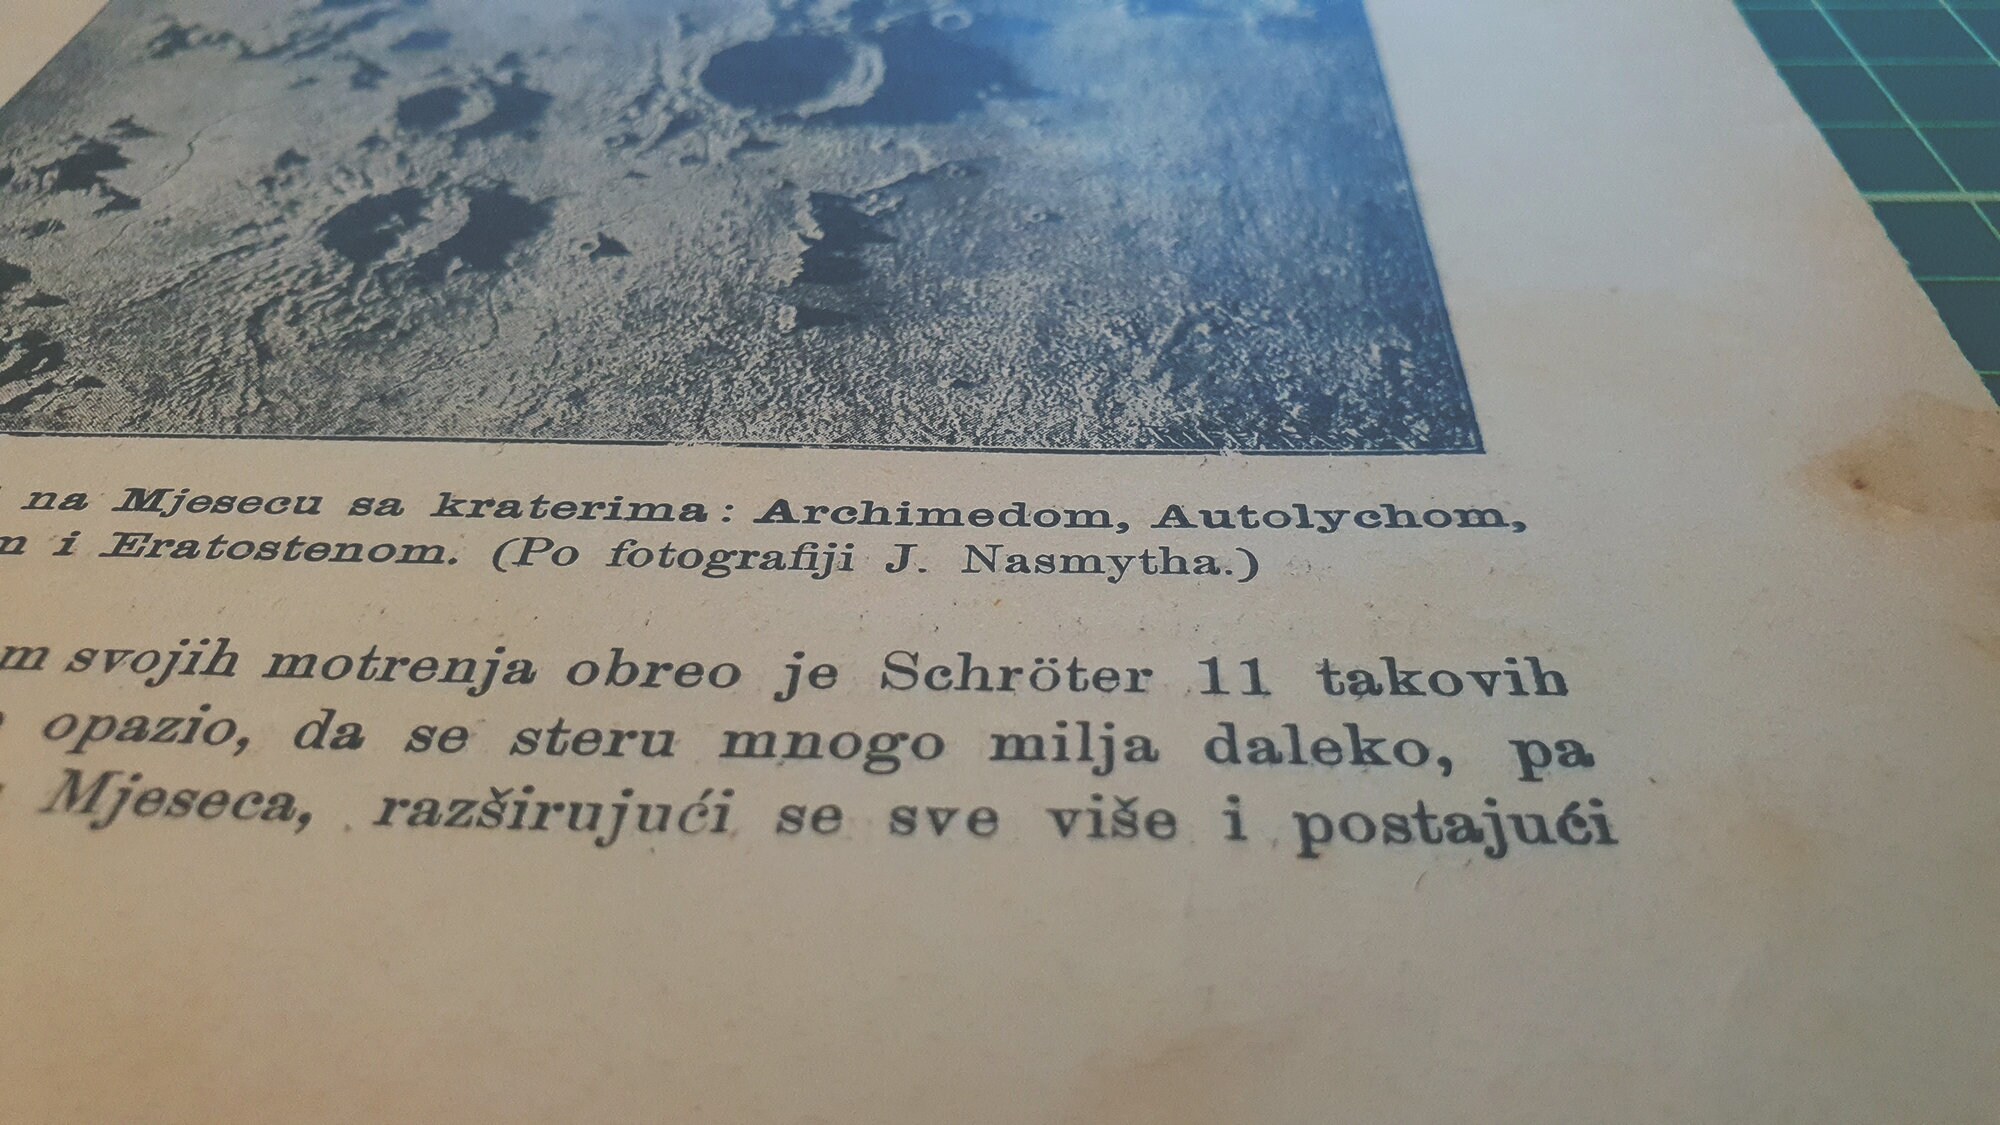 na Mjesecu sa kraterima: Archimedom, Autolychom,
i Eratostenom. (Po fotografiji J. Nasmytha.)
svojih motrenja obreo je Schröter 11 takovih
opazio, da se steru mnogo milja daleko, pa
Mjeseca, razširujući se sve više i postajući